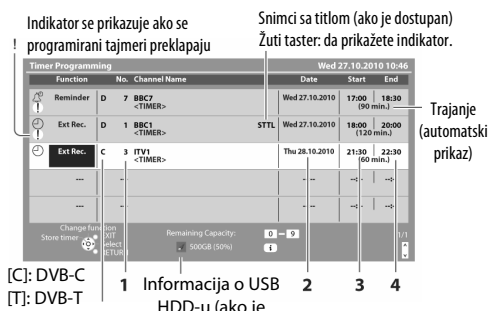 Indikator se prikazuje ako se
! programirani tajmeri preklapaju
Snimci sa titlom (ako je dostupan)
Žuti taster: da prikažete indikator.
Timer Programming Wed 27.10.2010 10:46
Function No. Channel Name Date Start End
! Reminder D 7 BBC7 Wed 27.10.2010 17:00 18:30
<TIMER> (90 min.)
! Ext Rec. D 1 BBC1 STTL Wed 27.10.2010 18:00 20:00
<TIMER> (120 min.)
Ext Rec. C 3 ITV1 Thu 28.10.2010 21:30 22:30
<TIMER> (60 min.)
--- --- ---- --:-- --:--
--- --- ---- --:-- --:--
Trajanje
(automatski
prikaz)
Change function
Store timer EXIT
Select
RETURN
Remaining Capacity:
500GB (50%)
0 – 9
i
1/1
[C]: DVB-C
[T]: DVB-T
1
Informacija o USB
HDD-u (ako je
2 3 4